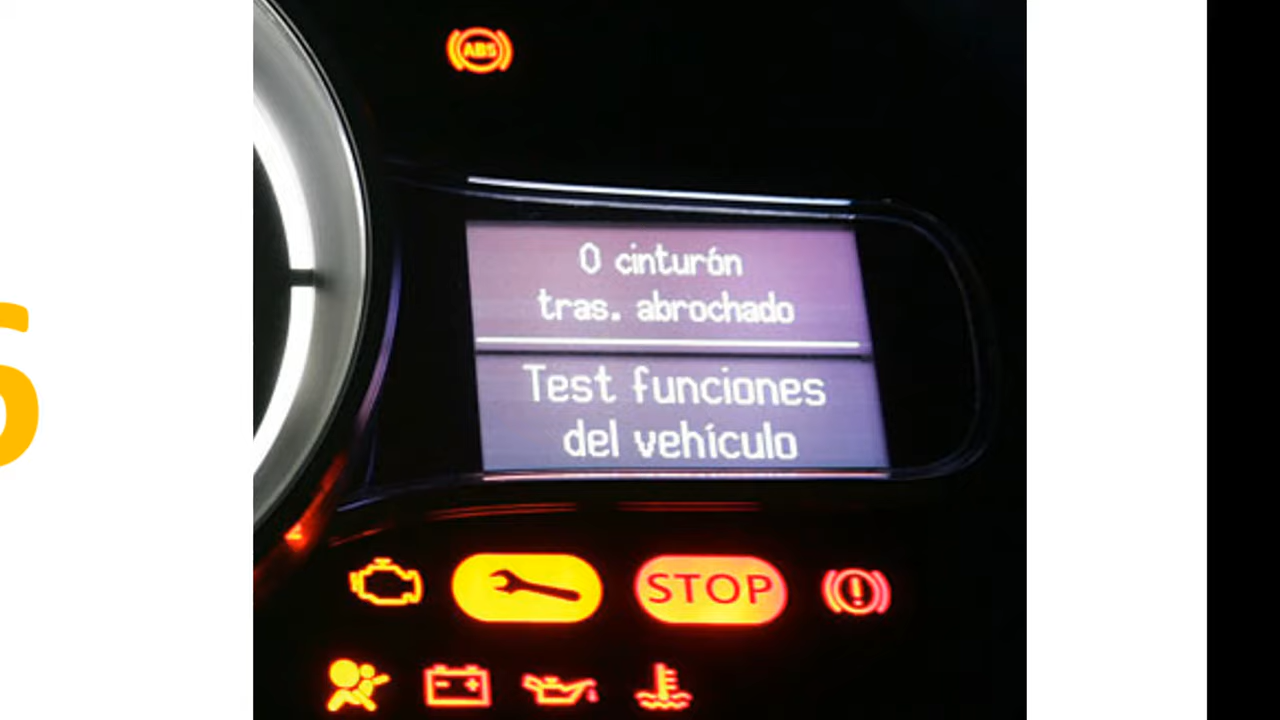 ABS
0 cinturón
tras. abrochado
Test funciones
del vehículo
STOP